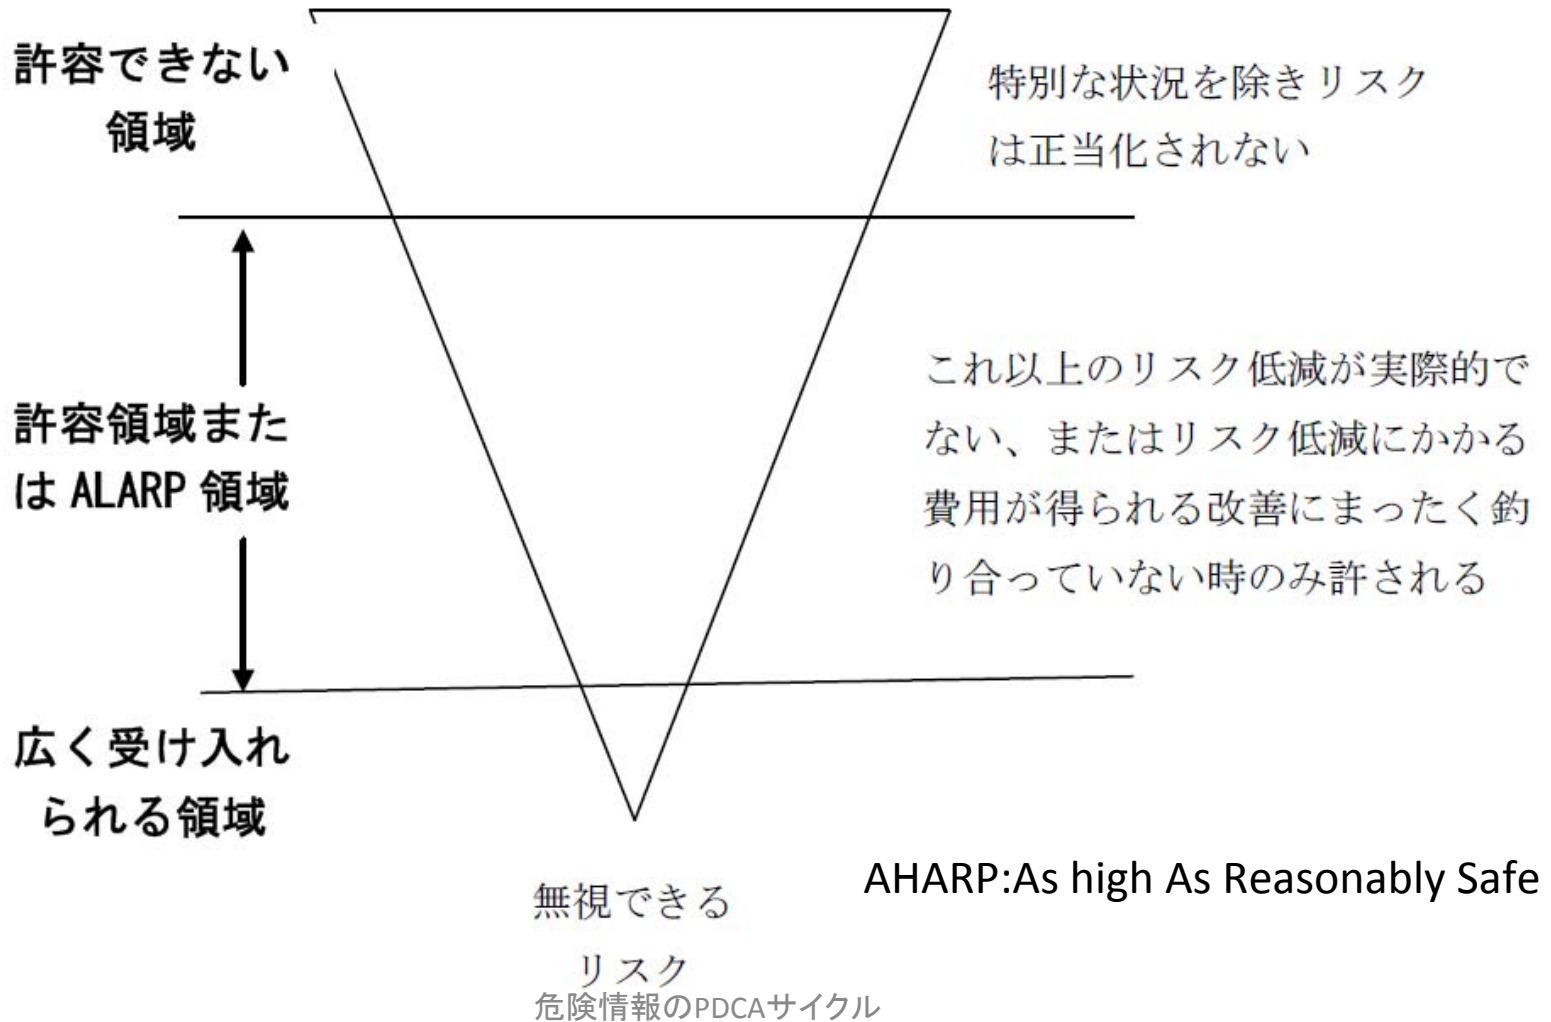 許容できない
領域
特別な状況を除きリスク
は正当化されない
許容領域また
は ALARP 領域
これ以上のリスク低減が実際的で
ない、またはリスク低減にかかる
費用が得られる改善にまったく釣
り合っていない時のみ許される
広く受け入れ
られる領域
AHARP:As high As Reasonably Safe
無視できる
リスク
危険情報のPDCAサイクル